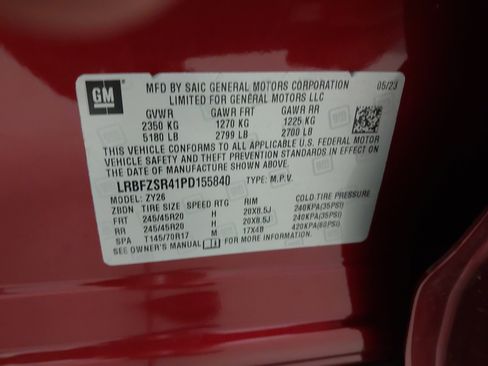 GM
MFD BY SAIC GENERAL MOTORS CORPORATION 05/23
LIMITED FOR GENERAL MOTORS LLC
GVWR GAWR FRT GAWR RR
2350 KG 1270 KG 1225 KG
5180 LB 2799 LB 2700 LB
THIS VEHICLE CONFORMS TO ALL APPLICABLE U.S. FEDERAL MOTOR
VEHICLE SAFETY AND THEFT PREVENTION STANDARDS IN EFFECT ON
THE DATE OF MANUFACTURE SHOWN ABOVE.
LRBFZSR41PD155840 TYPE: M.P.V.
MODEL: ZY26
ZBDN TIRE SIZE SPEED RTG RIM COLD TIRE PRESSURE
FRT 245/45R20 H 20X8.5J 240KPA(35PSI)
RR 245/45R20 H 20X8.5J 240KPA(35PSI)
SPA T145/70R17 M 17X4B 420KPA(60PSI)
SEE OWNER'S MANUAL